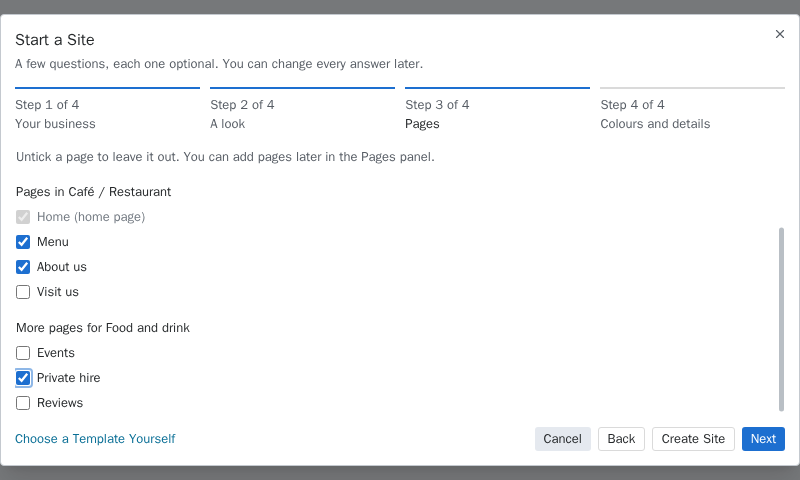 Start a Site
A few questions, each one optional. You can change every answer later.
Step 1 of 4
Your business
Step 2 of 4
A look
Step 3 of 4
Pages
Step 4 of 4
Colours and details
Untick a page to leave it out. You can add pages later in the Pages panel.
Pages in Café / Restaurant
Home (home page)
Menu
About us
Visit us
More pages for Food and drink
Events
Private hire
Reviews
Choose a Template Yourself
Cancel
Back
Create Site
Next